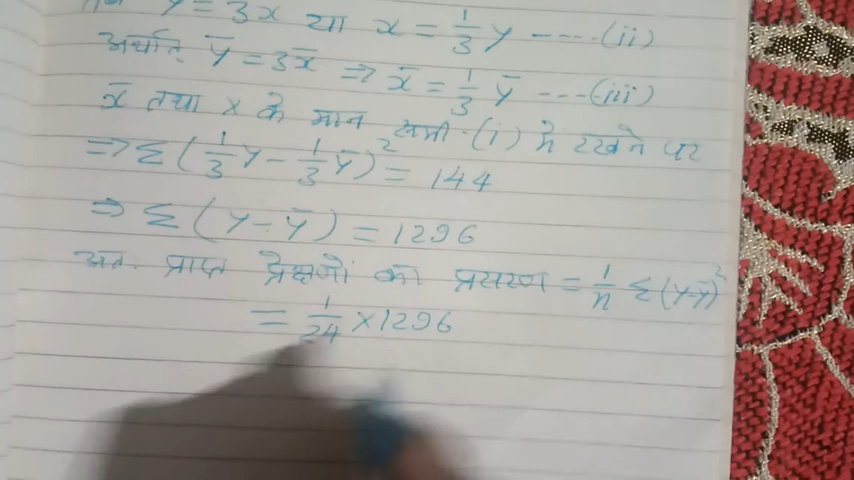 y = 3x या x = 1/3 y ---- (ii)
अर्थात् ȳ = 3x̄ ⇒ x̄ = 1/3 ȳ ---(iii)
x̄ तथा x के मान समी. (i) में रखने पर
⇒ Σ(1/3 y - 1/3 ȳ)² = 144
⇒ Σ(y - ȳ) = 1296
अतः प्राप्त प्रेक्षणों का प्रसरण = 1/n Σ(y-ȳ)²
= 1/24 × 1296